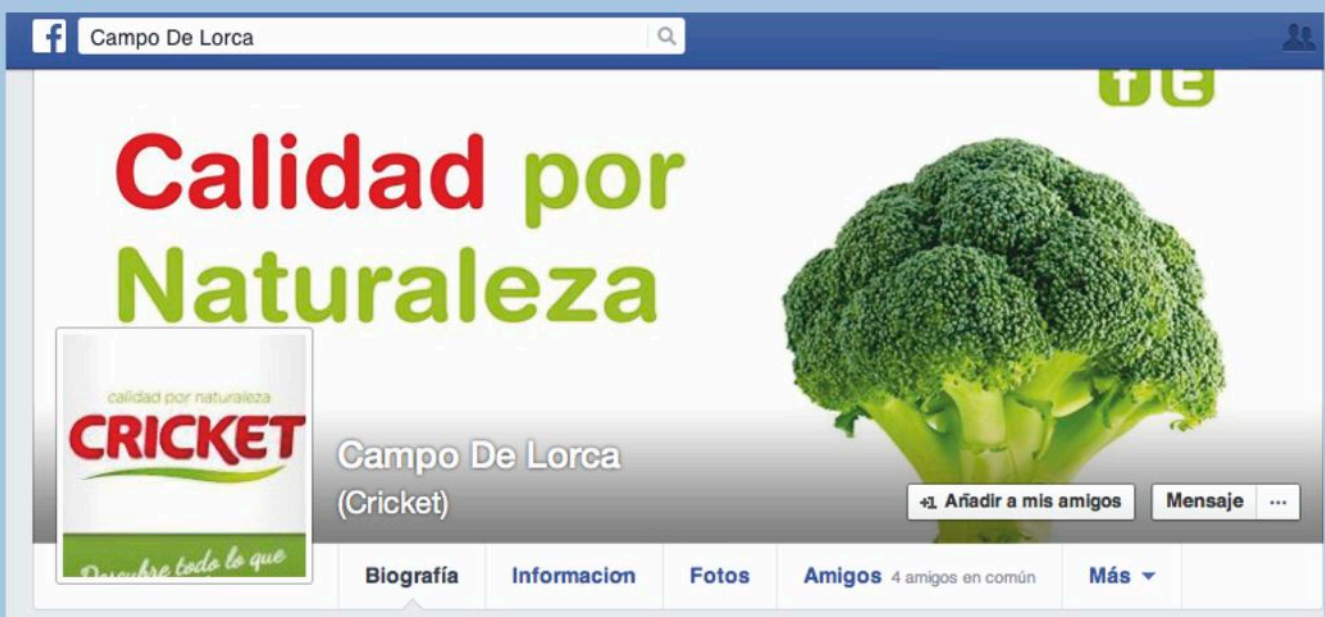 f Campo De Lorca
f t
Calidad por
Naturaleza
calidad por naturaleza
CRICKET
Descubre todo lo que
Campo De Lorca
(Cricket)
+1 Añadir a mis amigos
Mensaje ...
Biografía Informacion Fotos Amigos 4 amigos en común Más